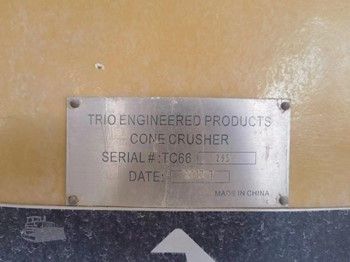 TRIO ENGINEERED PRODUCTS
CONE CRUSHER
SERIAL #:TC66
DATE:
MADE IN CHINA